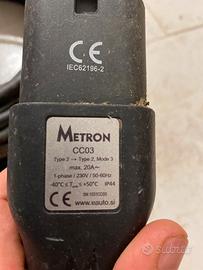 CE
IEC62196-2
METRON
CC03
Type 2 → Type 2, Mode 3
max. 20A~
1-phase / 230V / 50-60Hz
-40°C ≤ Tamb ≤ +50°C IP44
CE
www.eauto.si
subito